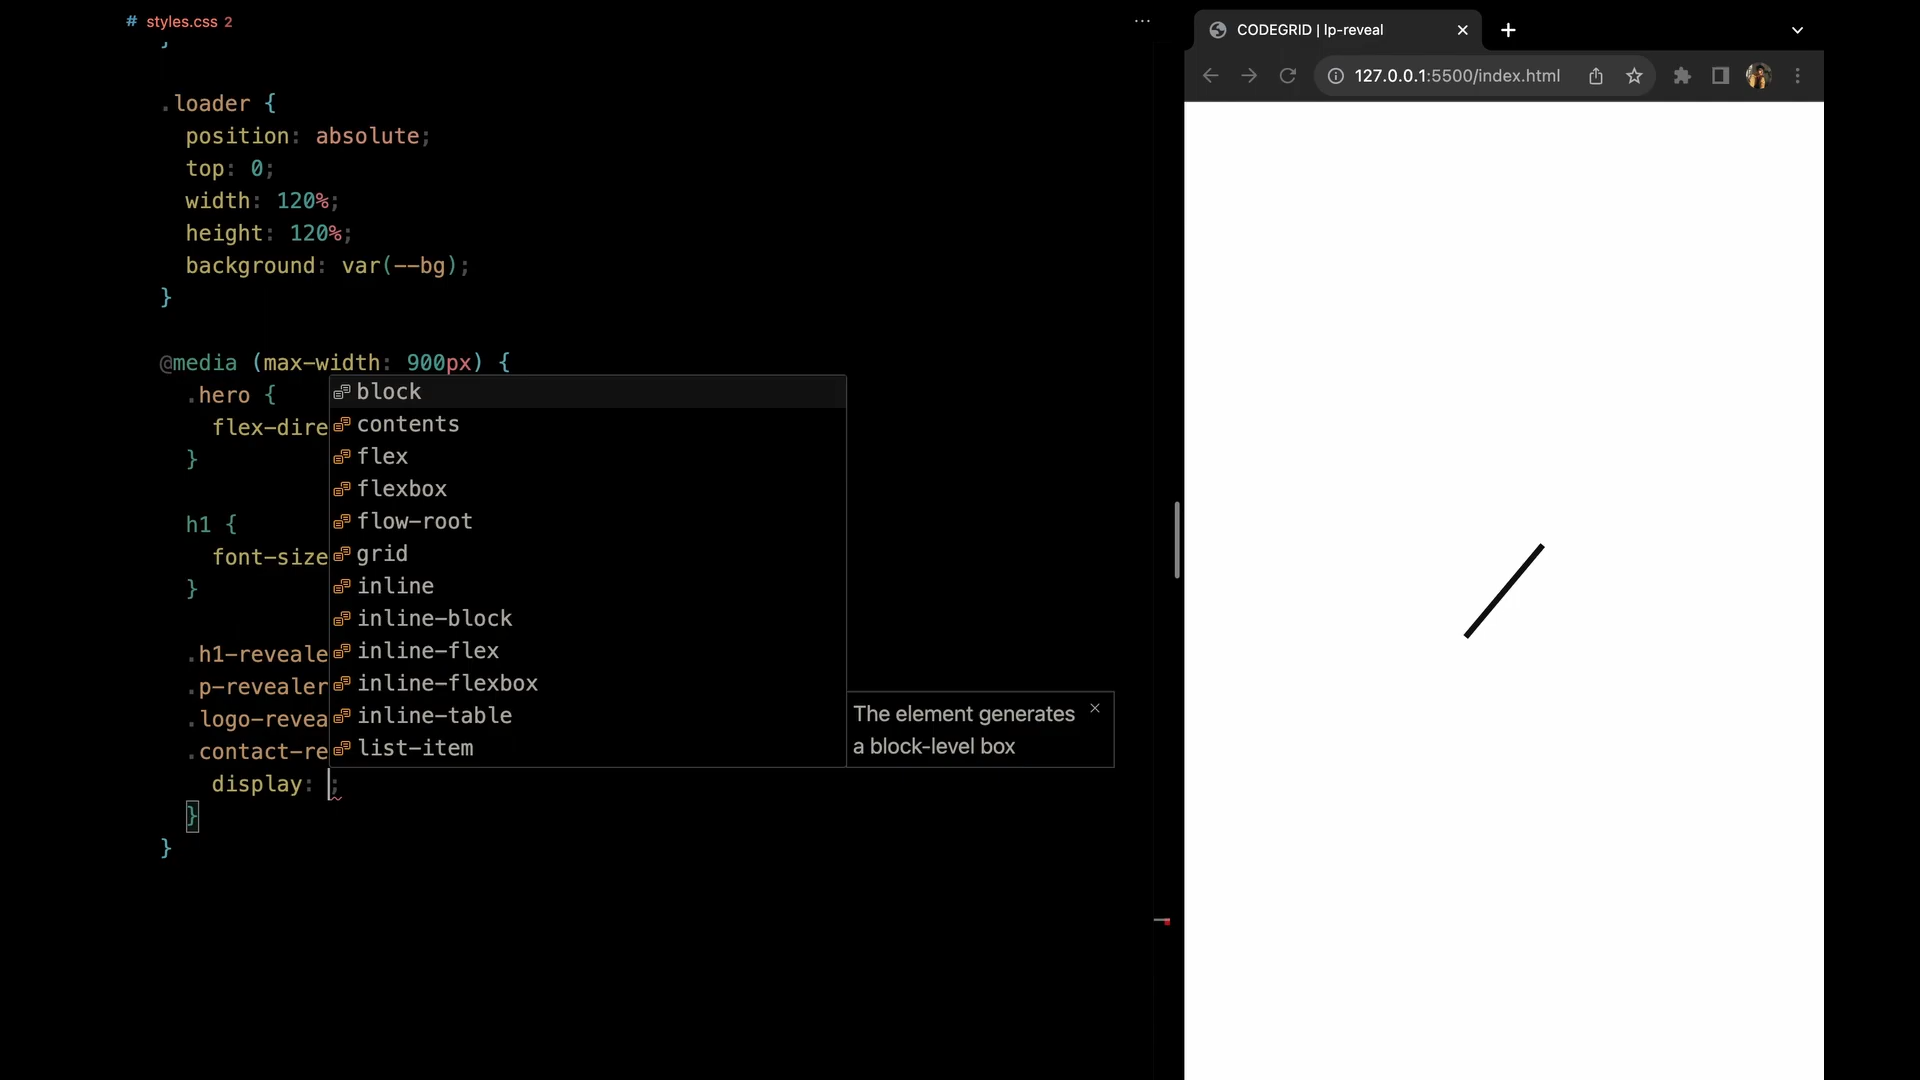 # styles.css 2
}
.loader {
position: absolute;
top: 0;
width: 120%;
height: 120%;
background: var(--bg);
}
@media (max-width: 900px) {
.hero {
flex-dire
}
h1 {
font-size
}
.h1-reveale
.p-revealer
.logo-revea
.contact-re
display: ;
}
}
block
contents
flex
flexbox
flow-root
grid
inline
inline-block
inline-flex
inline-flexbox
inline-table
list-item
The element generates
a block-level box
CODEGRID | lp-reveal
127.0.0.1:5500/index.html